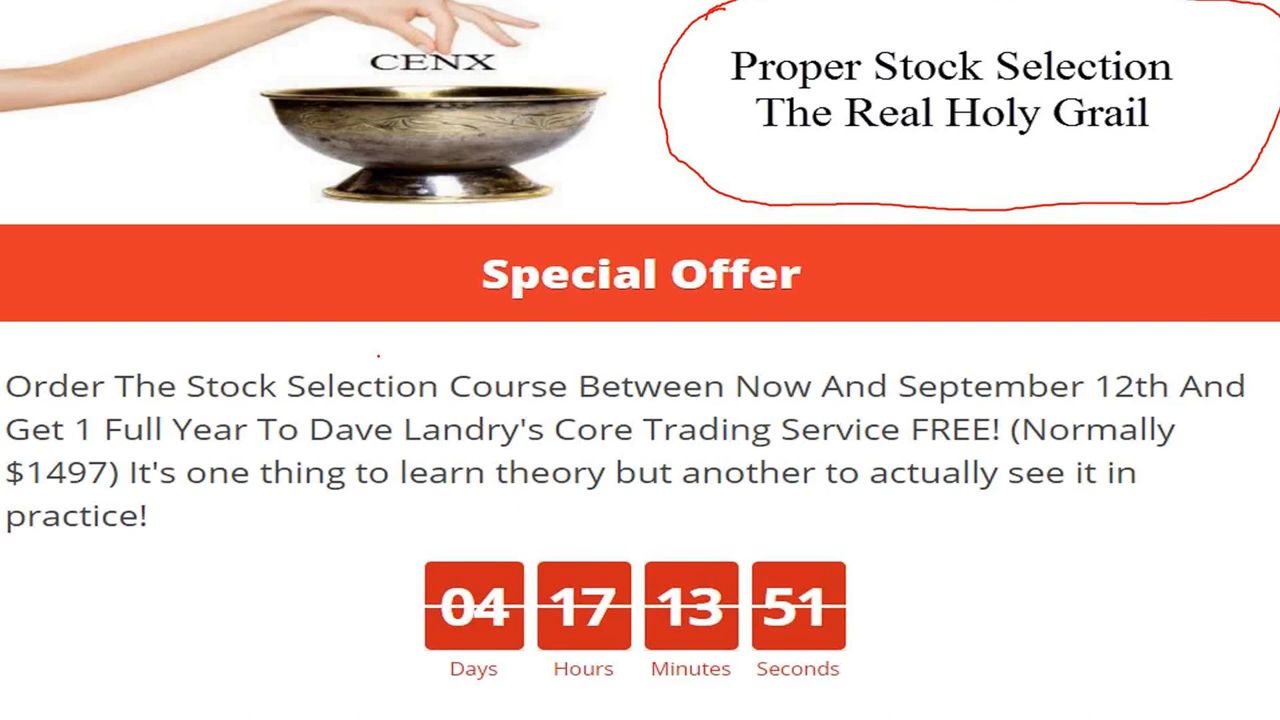 CENX
Proper Stock Selection
The Real Holy Grail
Special Offer
Order The Stock Selection Course Between Now And September 12th And
Get 1 Full Year To Dave Landry's Core Trading Service FREE! (Normally
$1497) It's one thing to learn theory but another to actually see it in
practice!
04 17 13 51
Days Hours Minutes Seconds